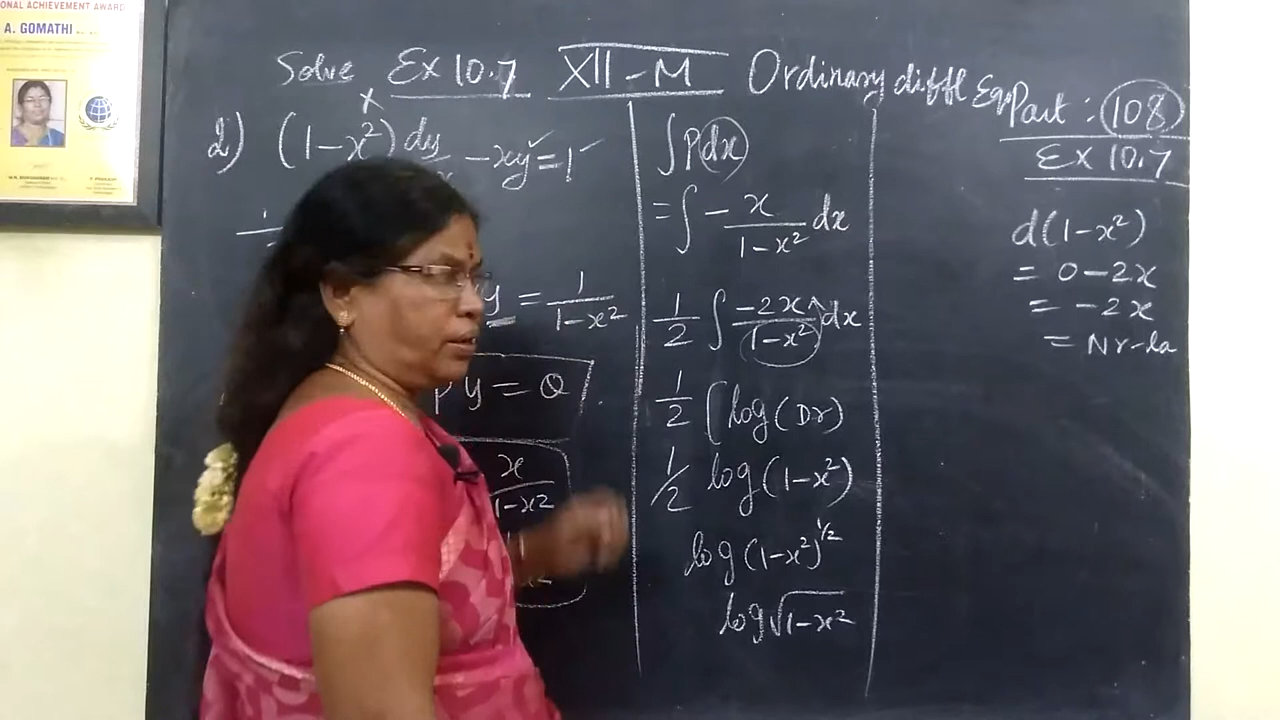 ONAL ACHIEVEMENT AWARD
A. GOMATHI
Solve Ex 10.7 XII - M Ordinary diffl Eqs
Part : 108
Ex 10.7
2) (1-x²) dy - xy = 1
y = 1/(1-x²)
P y = Q
x/(1-x²)
∫ P dx
= ∫ -x/(1-x²) dx
1/2 ∫ -2x/(1-x²) dx
1/2 [log (Dr)
1/2 log (1-x²)
log (1-x²)^1/2
log √(1-x²)
d(1-x²)
= 0-2x
= -2x
= Nr-la